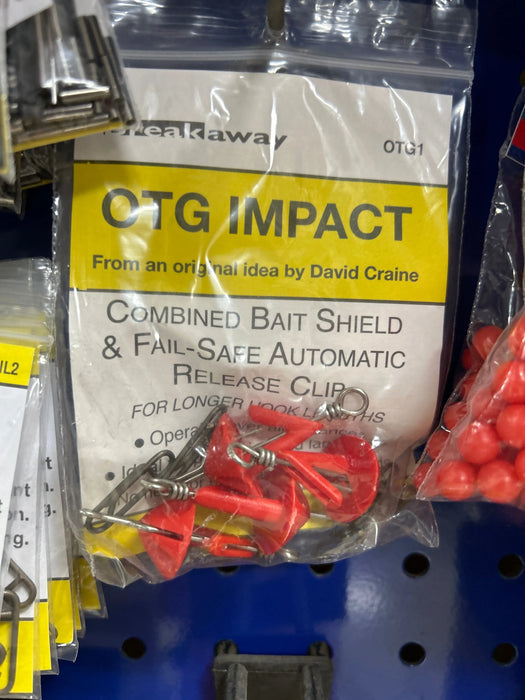 Breakaway
OTG1
OTG IMPACT
From an original idea by David Craine
COMBINED BAIT SHIELD
& FAIL-SAFE AUTOMATIC
RELEASE CLIP
FOR LONGER HOOK LENGTHS